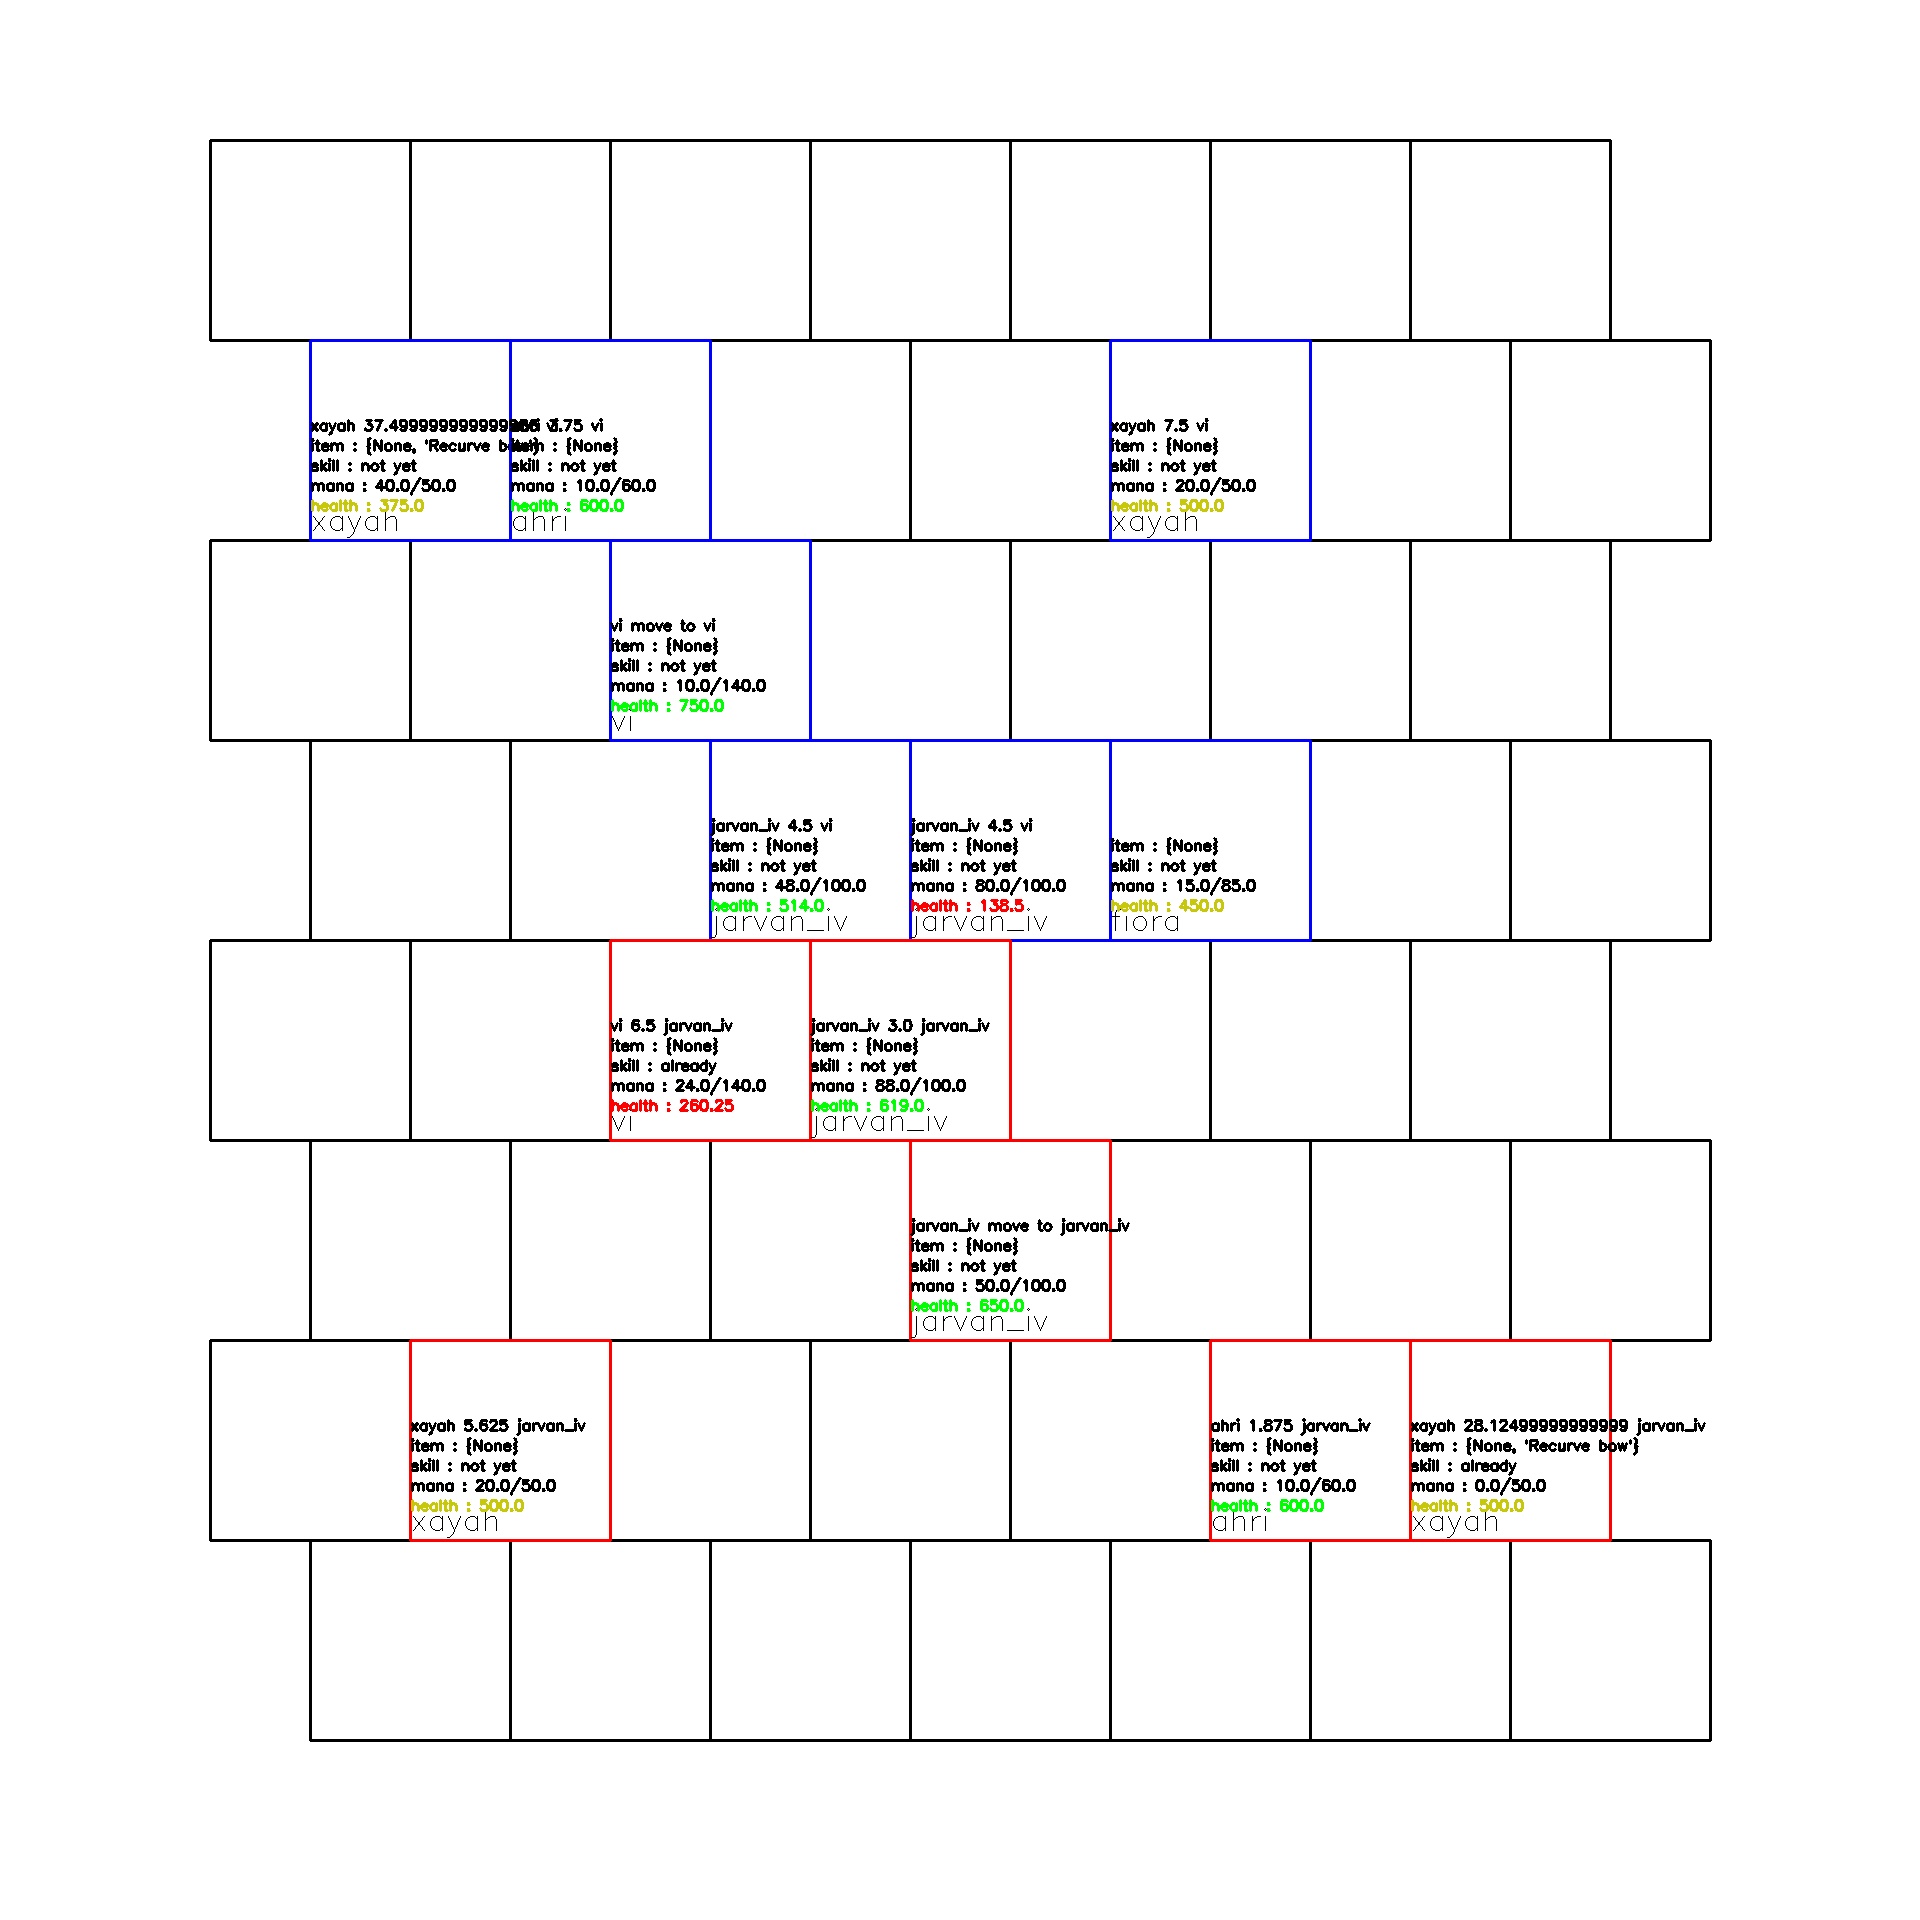 xayah 37.499999999999
item : {None, 'Recurve
skill : not yet
mana : 40.0/50.0
health : 375.0
xayah
3.75 vi
item : {None}
skill : not yet
mana : 10.0/60.0
health : 600.0
ahri
xayah 7.5 vi
item : {None}
skill : not yet
mana : 20.0/50.0
health : 500.0
xayah
vi move to vi
item : {None}
skill : not yet
mana : 10.0/140.0
health : 750.0
vi
jarvan_iv 4.5 vi
item : {None}
skill : not yet
mana : 48.0/100.0
health : 514.0
jarvan_iv
jarvan_iv 4.5 vi
item : {None}
skill : not yet
mana : 80.0/100.0
health : 138.5
jarvan_iv
item : {None}
skill : not yet
mana : 15.0/85.0
health : 450.0
fiora
vi 6.5 jarvan_iv
item : {None}
skill : already
mana : 24.0/140.0
health : 260.25
vi
jarvan_iv 3.0 jarvan_iv
item : {None}
skill : not yet
mana : 88.0/100.0
health : 619.0
jarvan_iv
jarvan_iv move to jarvan_iv
item : {None}
skill : not yet
mana : 50.0/100.0
health : 650.0
jarvan_iv
xayah 5.625 jarvan_iv
item : {None}
skill : not yet
mana : 20.0/50.0
health : 500.0
xayah
ahri 1.875 jarvan_iv
item : {None}
skill : not yet
mana : 10.0/60.0
health : 600.0
ahri
xayah 28.12499999999999 jarvan_iv
item : {None, 'Recurve bow'}
skill : already
mana : 0.0/50.0
health : 500.0
xayah